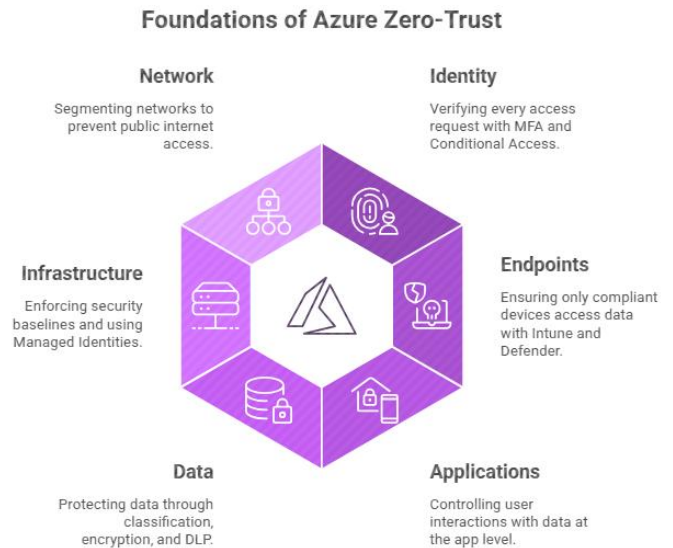 Foundations of Azure Zero-Trust
Network
Segmenting networks to
prevent public internet
access.
Identity
Verifying every access
request with MFA and
Conditional Access.
Infrastructure
Enforcing security
baselines and using
Managed Identities.
Endpoints
Ensuring only compliant
devices access data
with Intune and
Defender.
Data
Protecting data through
classification,
encryption, and DLP.
Applications
Controlling user
interactions with data at
the app level.